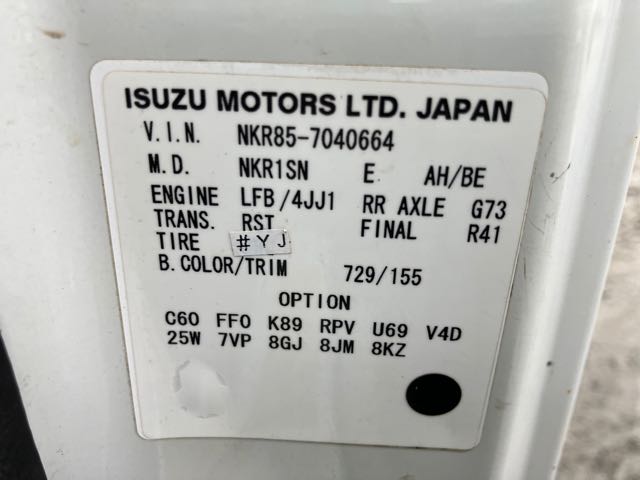 ISUZU MOTORS LTD. JAPAN
V.I.N. NKR85-7040664
M.D. NKR1SN E. AH/BE
ENGINE LFB/4JJ1 RR AXLE G73
TRANS. RST FINAL R41
TIRE #YJ
B.COLOR/TRIM 729/155
OPTION
C60 FF0 K89 RPV U69 V4D
25W 7VP 8GJ 8JM 8KZ